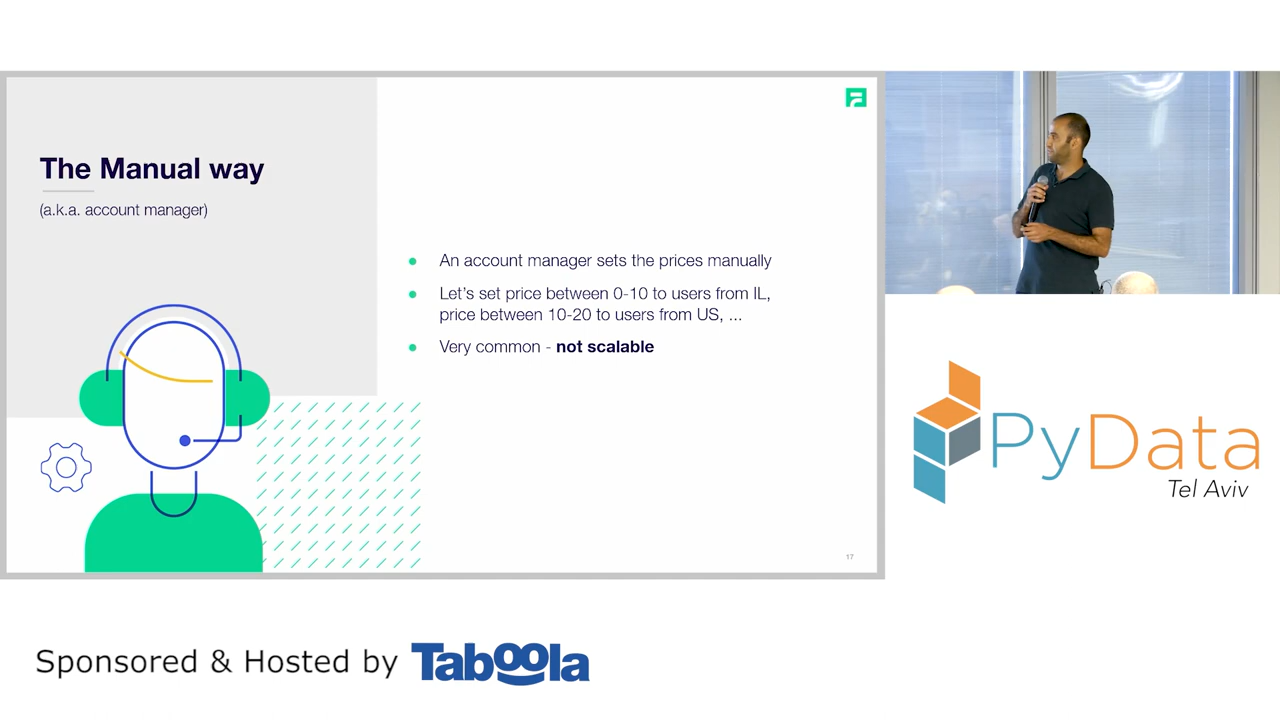 The Manual way
(a.k.a. account manager)
An account manager sets the prices manually
Let's set price between 0-10 to users from IL,
price between 10-20 to users from US, ...
Very common - not scalable
17
PyData
Tel Aviv
Sponsored & Hosted by Taboola